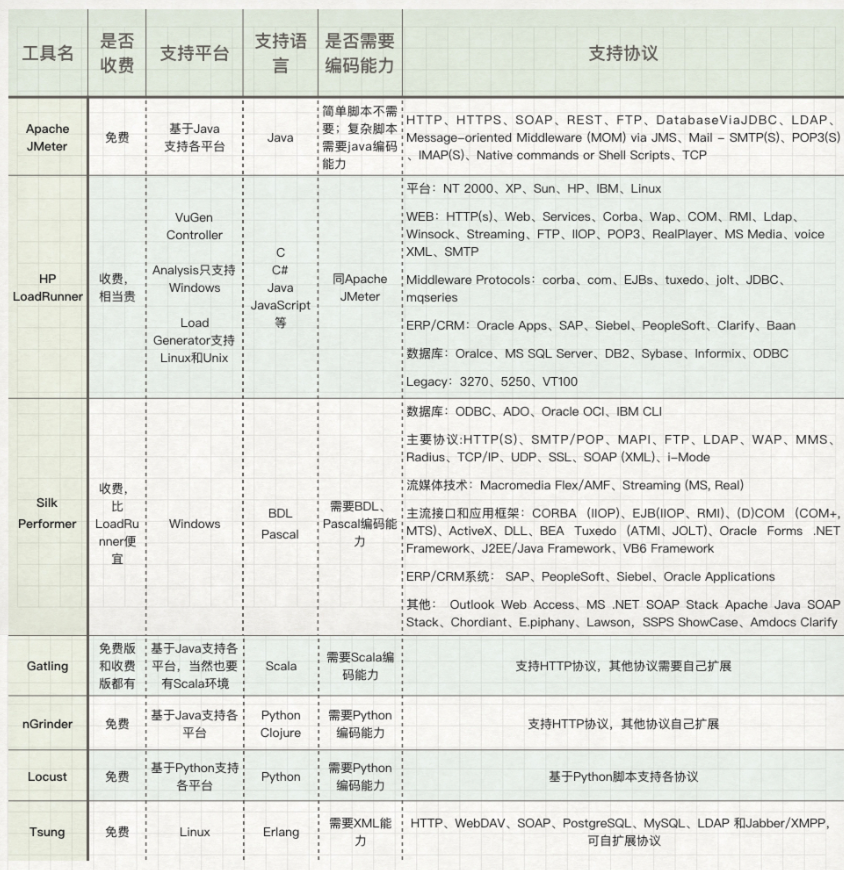 工具名
是否
收费
支持平台
支持语
言
是否需要
编码能力
支持协议
Apache
JMeter
免费
基于Java
支持各平台
Java
简单脚本不需
要；复杂脚本
需要java编码
能力
HTTP、HTTPS、SOAP、REST、FTP、DatabaseViaJDBC、LDAP、
Message-oriented Middleware (MOM) via JMS、Mail - SMTP(S)、POP3(S)
、IMAP(S)、Native commands or Shell Scripts、TCP
HP
LoadRunner
收费，
相当贵
VuGen
Controller
Analysis只支持
Windows
Load
Generator支持
Linux和Unix
C
C#
Java
JavaScript
等
同Apache
JMeter
平台：NT 2000、XP、Sun、HP、IBM、Linux
WEB：HTTP(s)、Web、Services、Corba、Wap、COM、RMI、Ldap、
Winsock、Streaming、FTP、IIOP、POP3、RealPlayer、MS Media、voice
XML、SMTP
Middleware Protocols：corba、com、EJBs、tuxedo、jolt、JDBC、
mqseries
ERP/CRM：Oracle Apps、SAP、Siebel、PeopleSoft、Clarify、Baan
数据库：Oralce、MS SQL Server、DB2、Sybase、Informix、ODBC
Legacy：3270、5250、VT100
Silk
Performer
收费，
比
LoadRu
nner便
宜
Windows
BDL
Pascal
需要BDL、
Pascal编码能
力
数据库：ODBC、ADO、Oracle OCI、IBM CLI
主要协议:HTTP(S)、SMTP/POP、MAPI、FTP、LDAP、WAP、MMS、
Radius、TCP/IP、UDP、SSL、SOAP (XML)、i-Mode
流媒体技术：Macromedia Flex/AMF、Streaming (MS, Real)
主流接口和应用框架：CORBA (IIOP)、EJB(IIOP、RMI)、(D)COM (COM+,
MTS)、ActiveX、DLL、BEA Tuxedo (ATMI、JOLT)、Oracle Forms .NET
Framework、J2EE/Java Framework、VB6 Framework
ERP/CRM系统： SAP、PeopleSoft、Siebel、Oracle Applications
其他： Outlook Web Access、MS .NET SOAP Stack Apache Java SOAP
Stack、Chordiant、E.piphany、Lawson，SSPS ShowCase、Amdocs Clarify
Gatling
免费版
和收费
版都有
基于Java支持各
平台，当然也要
有Scala环境
Scala
需要Scala编
码能力
支持HTTP协议，其他协议需要自己扩展
nGrinder
免费
基于Java支持各
平台
Python
Clojure
需要Python
编码能力
支持HTTP协议，其他协议自己扩展
Locust
免费
基于Python支持
各平台
Python
需要Python
编码能力
基于Python脚本支持各协议
Tsung
免费
Linux
Erlang
需要XML能
力
HTTP、WebDAV、SOAP、PostgreSQL、MySQL、LDAP 和Jabber/XMPP，
可自扩展协议